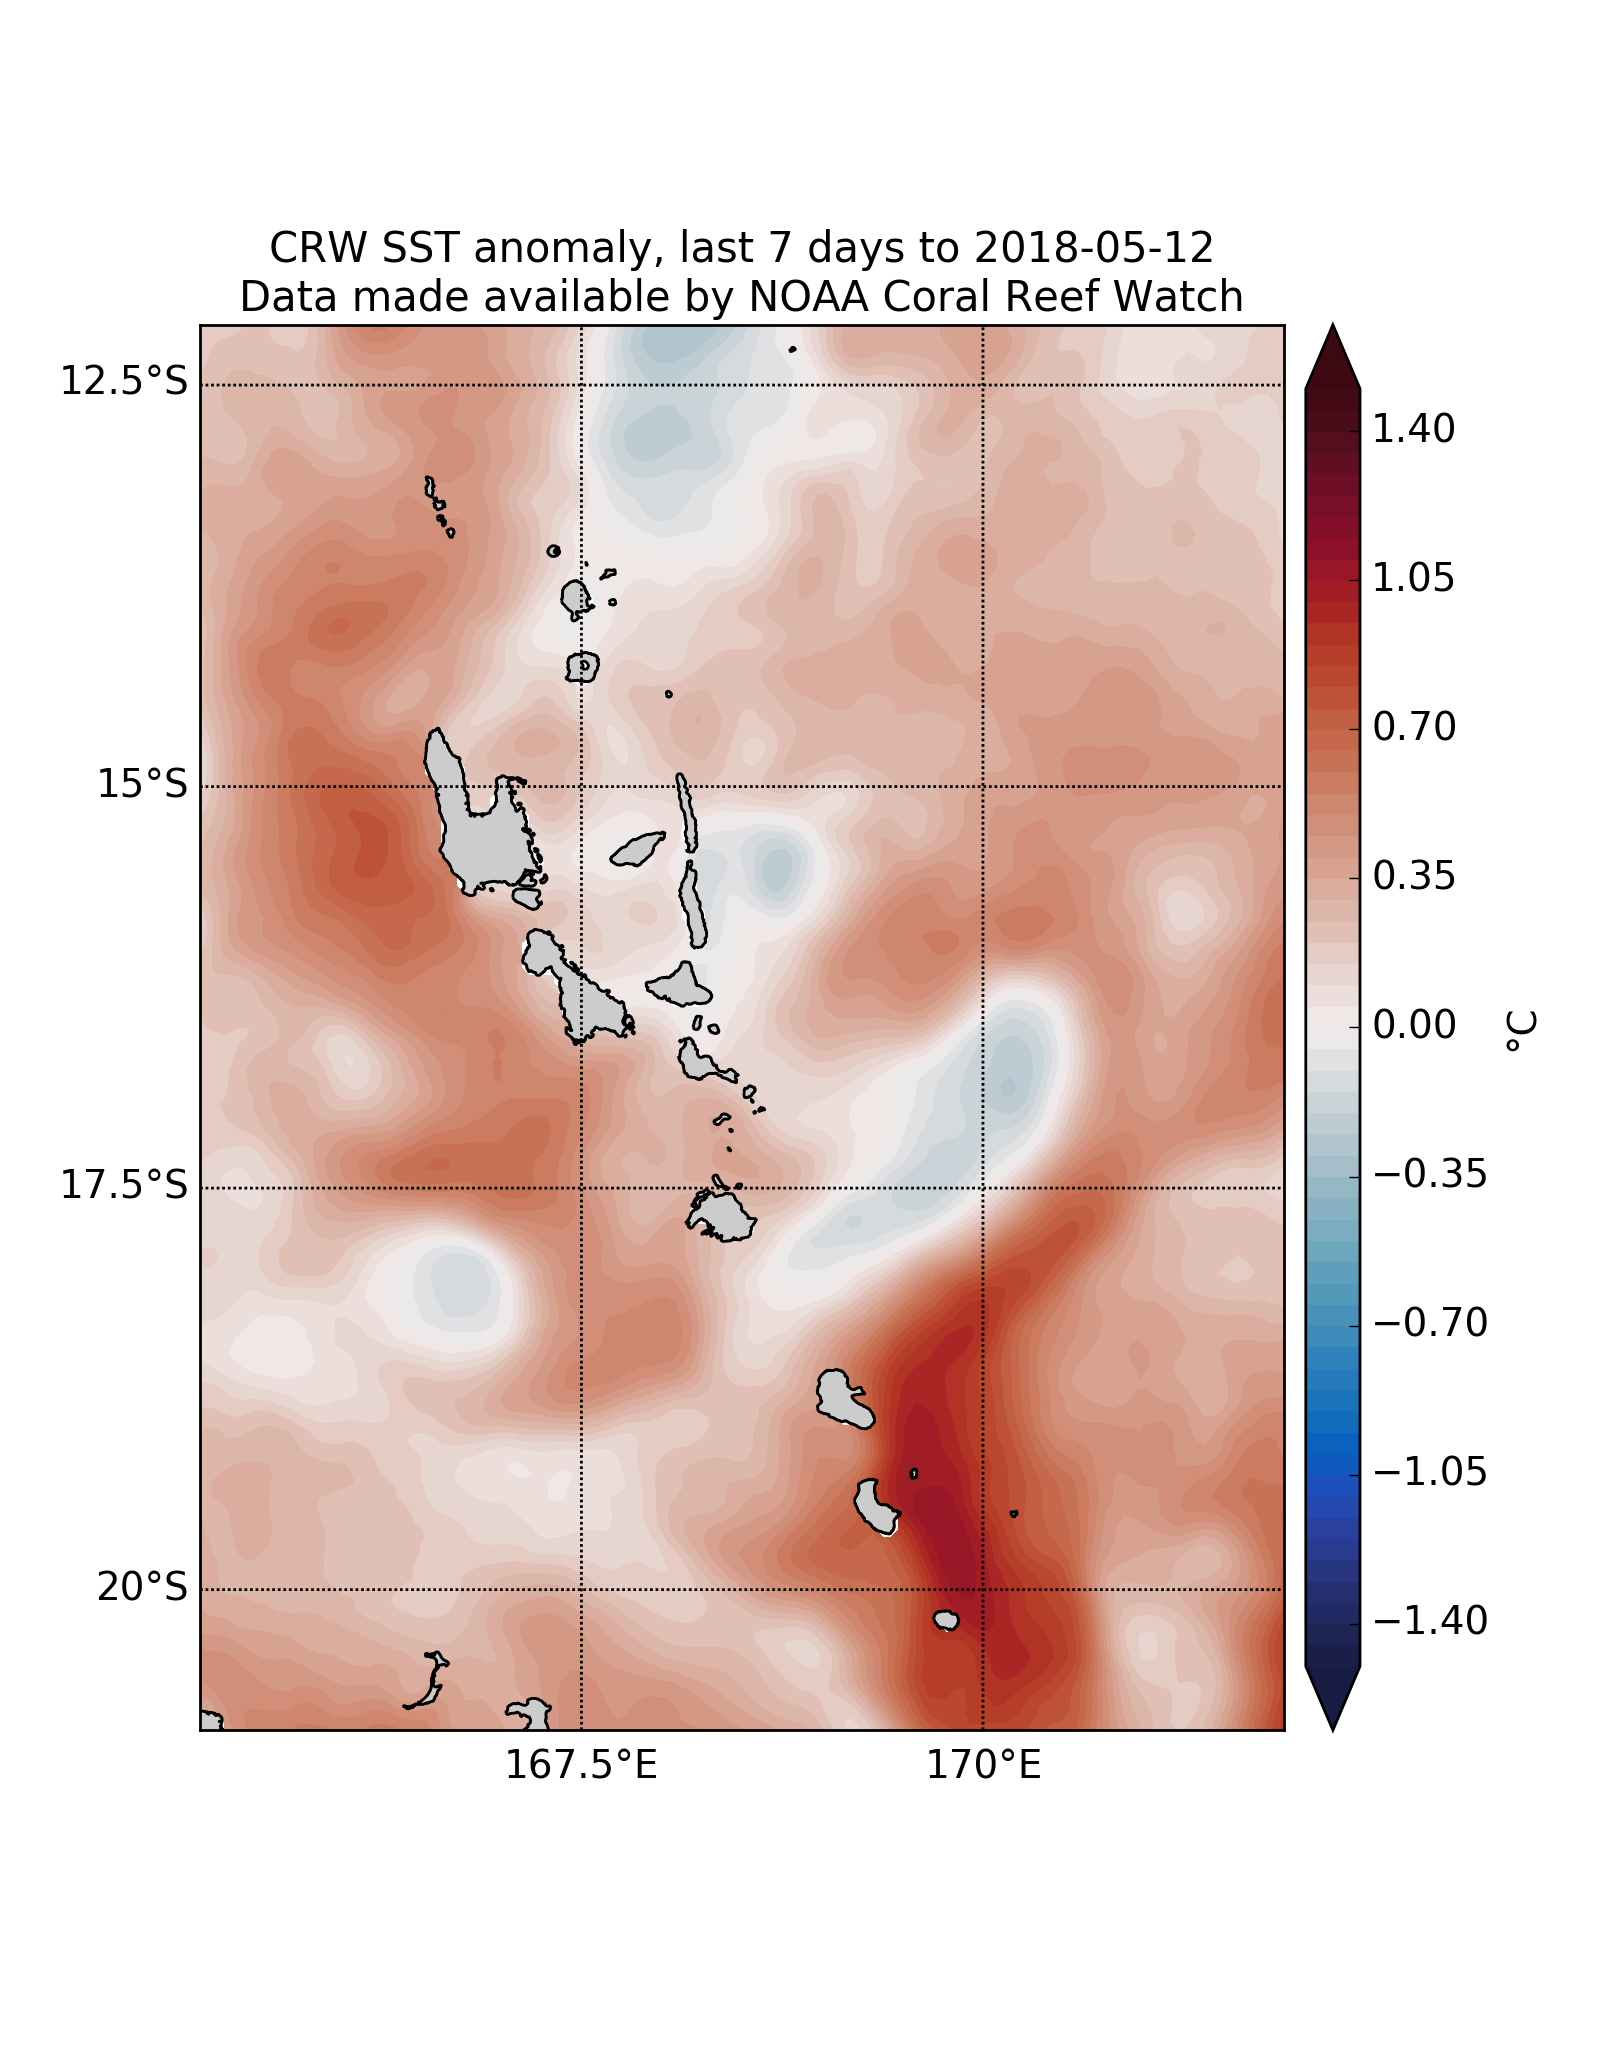 CRW SST anomaly, last 7 days to 2018-05-12
Data made available by NOAA Coral Reef Watch
12.5°S
15°S
17.5°S
20°S
167.5°E
170°E
1.40
1.05
0.70
0.35
0.00
−0.35
−0.70
−1.05
−1.40
°C